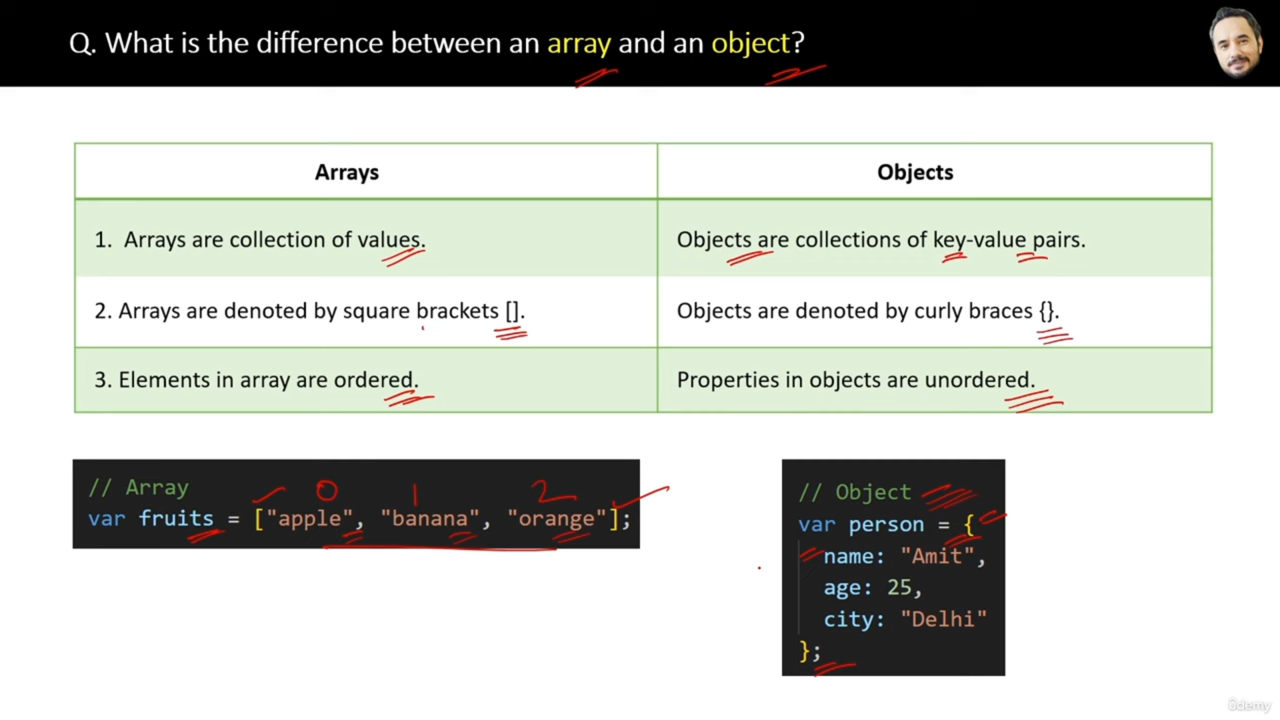 Q. What is the difference between an array and an object?
Arrays
Objects
1. Arrays are collection of values.
Objects are collections of key-value pairs.
2. Arrays are denoted by square brackets [].
Objects are denoted by curly braces {}.
3. Elements in array are ordered.
Properties in objects are unordered.
// Array
0 1 2
var fruits = ["apple", "banana", "orange"];
// Object
var person = {
name: "Amit",
age: 25,
city: "Delhi"
};
ûdemy